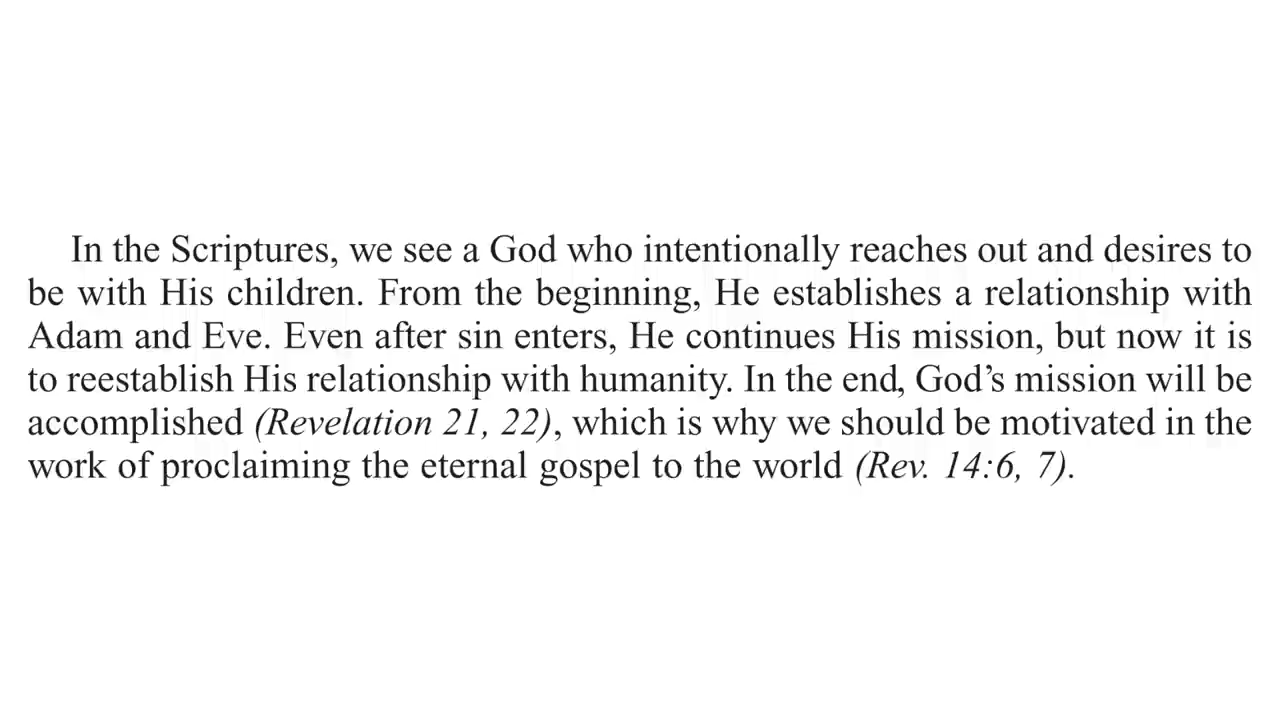 In the Scriptures, we see a God who intentionally reaches out and desires to
be with His children. From the beginning, He establishes a relationship with
Adam and Eve. Even after sin enters, He continues His mission, but now it is
to reestablish His relationship with humanity. In the end, God’s mission will be
accomplished (Revelation 21, 22), which is why we should be motivated in the
work of proclaiming the eternal gospel to the world (Rev. 14:6, 7).